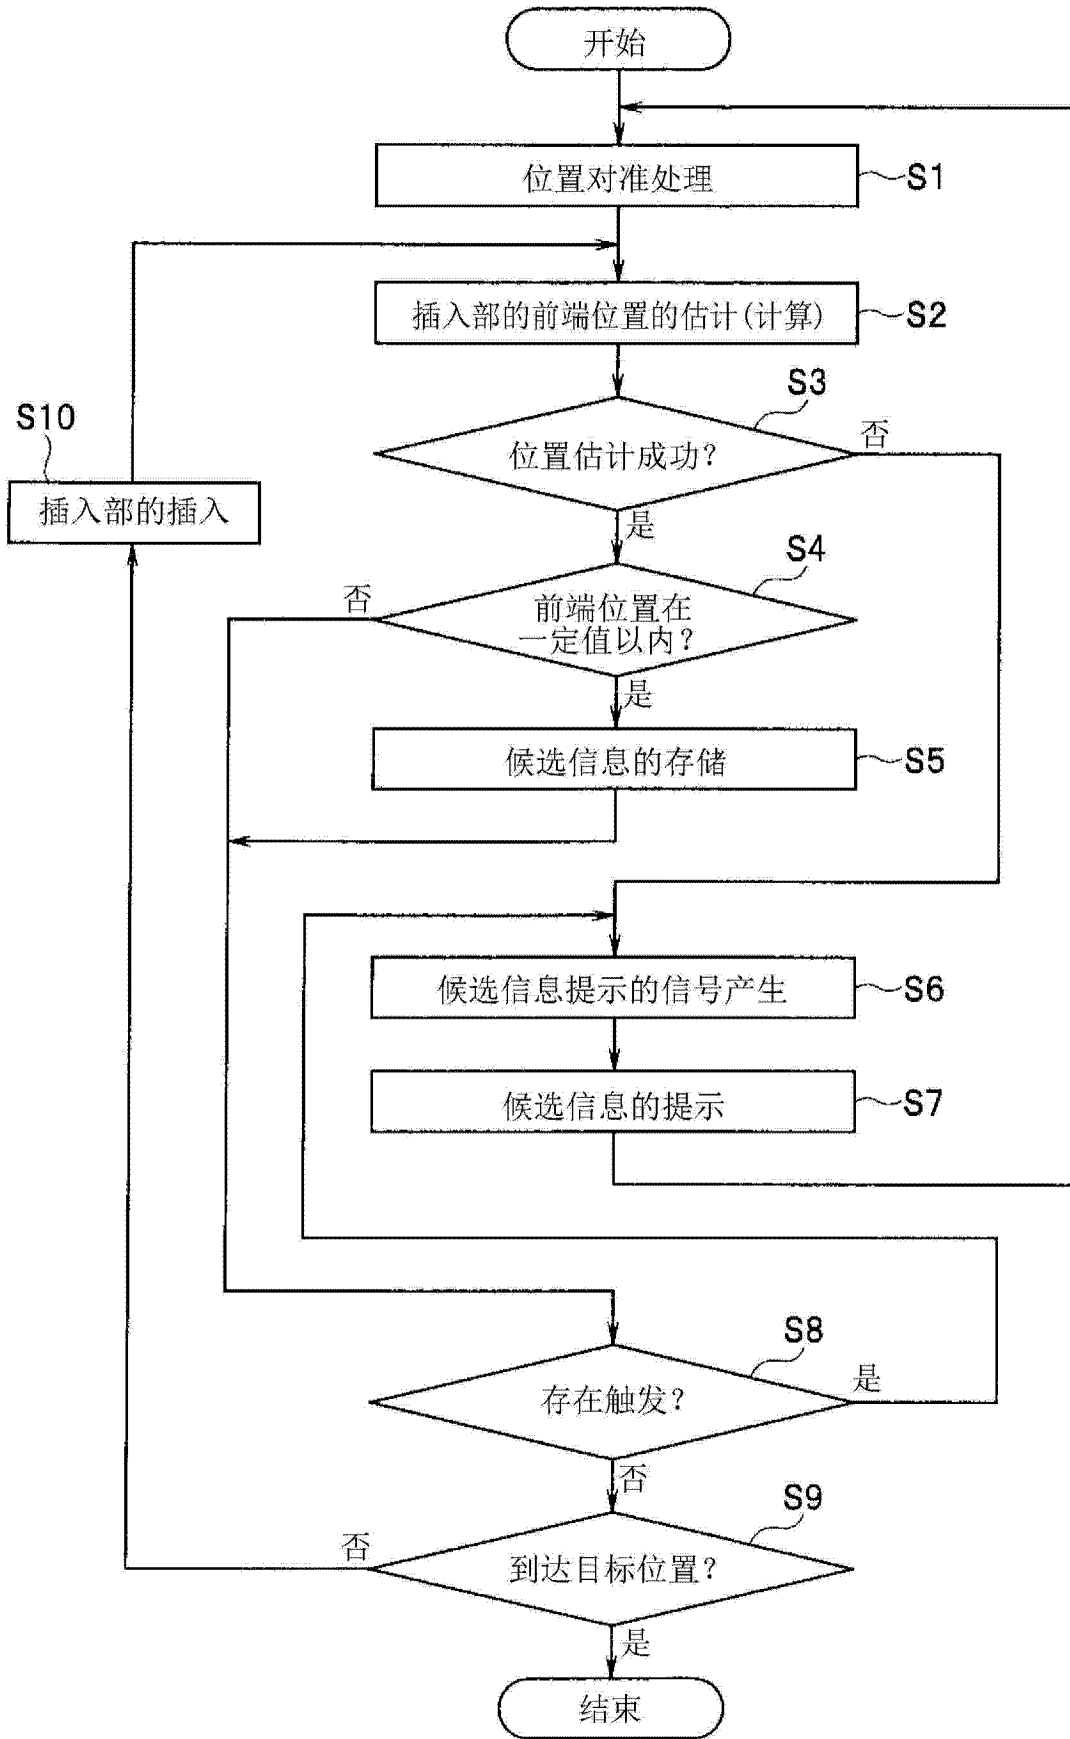 开始
位置对准处理
S1
插入部的前端位置的估计(计算)
S2
S3
位置估计成功?
否
是
S10
插入部的插入
S4
前端位置在
一定值以内?
否
是
候选信息的存储
S5
候选信息提示的信号产生
S6
候选信息的提示
S7
S8
存在触发?
是
否
S9
到达目标位置?
否
是
结束